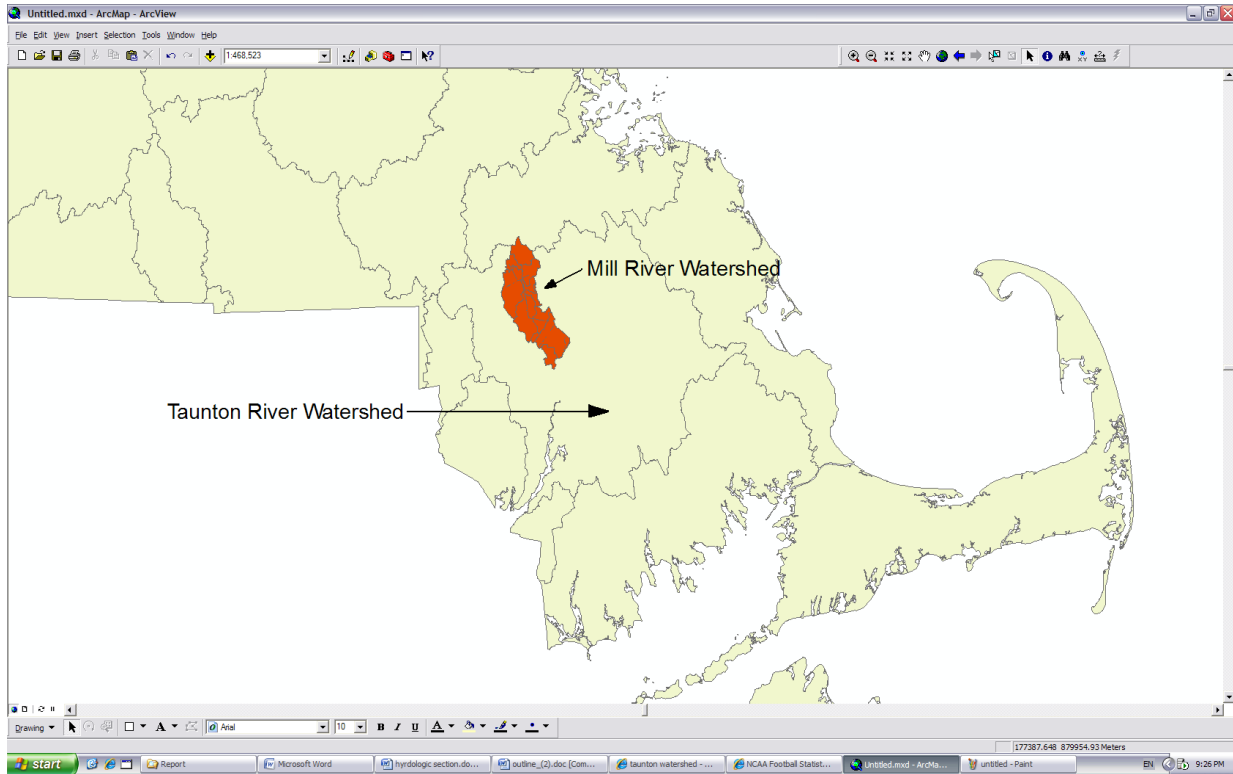 Untitled.mxd - ArcMap - ArcView
File Edit View Insert Selection Tools Window Help
1:468,523
Mill River Watershed
Taunton River Watershed
Drawing A Arial 10 B I U A
177387.648 879954.93 Meters
start Report Microsoft Word hyrdologic section.do... outline_(2).doc [Com... taunton watershed - ... NCAA Football Statist... Untitled.mxd - ArcMa... untitled - Paint EN 9:26 PM